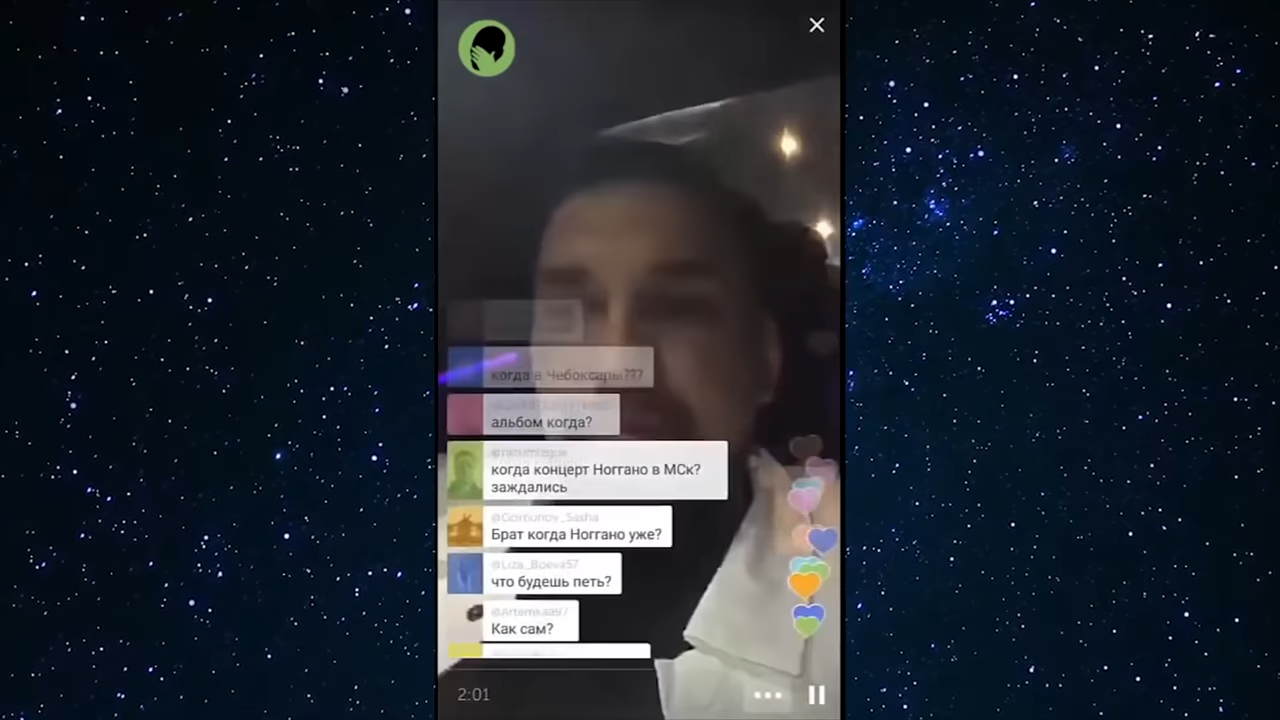 когда в Чебоксары???
альбом когда?
когда концерт Ноггано в МСк?
заждались
@Gorbunov_Sasha
Брат когда Ноггано уже?
@Liza_Boeva57
что будешь петь?
@Artemkaa97
Как сам?
2:01